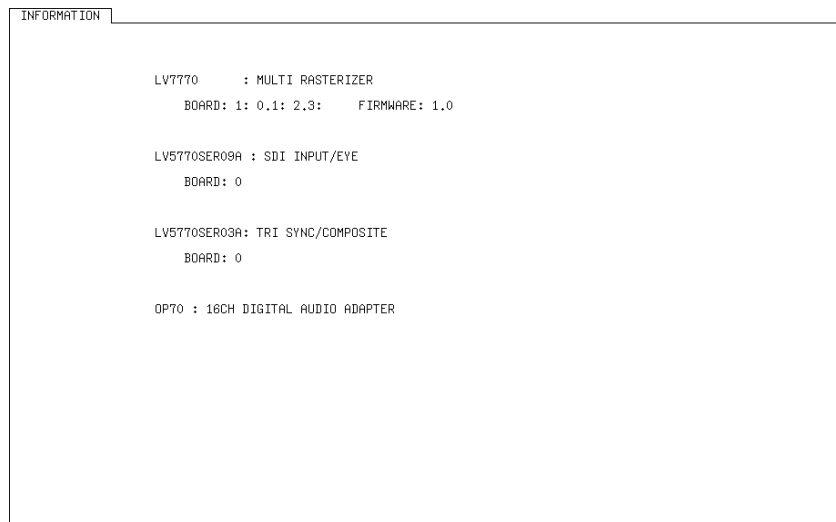 INFORMATION
LV7770 : MULTI RASTERIZER
BOARD: 1: 0.1: 2.3: FIRMWARE: 1.0
LV5770SER09A : SDI INPUT/EYE
BOARD: 0
LV5770SER03A: TRI SYNC/COMPOSITE
BOARD: 0
OP70 : 16CH DIGITAL AUDIO ADAPTER